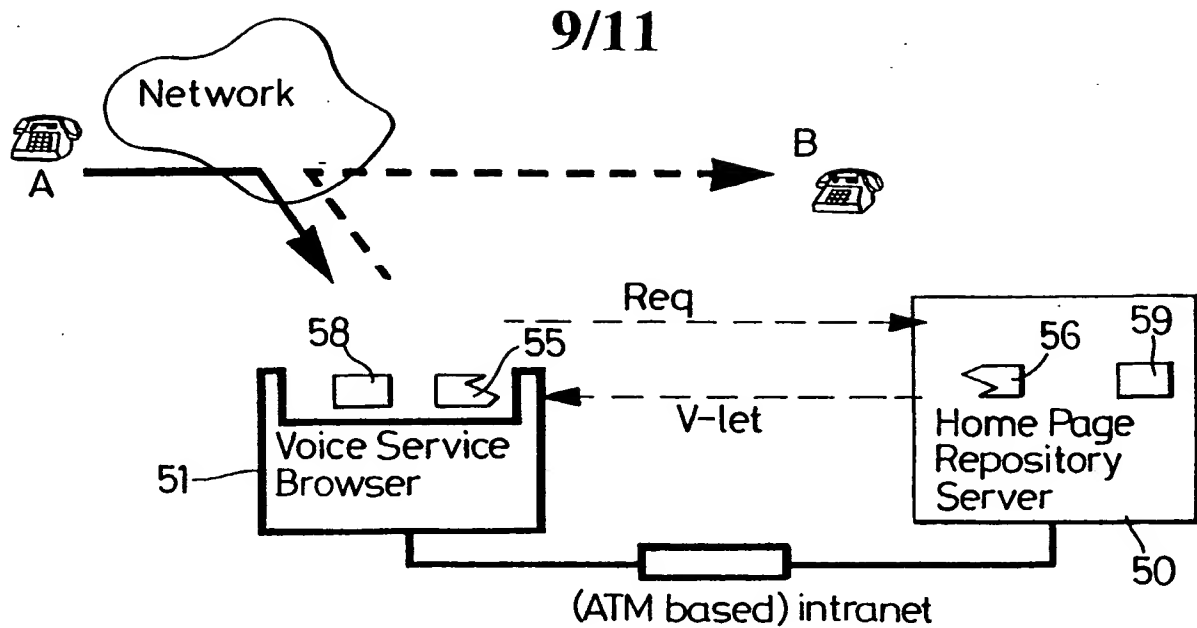 9/11
Network
A
B
Req
58
55
56
59
V-let
Voice Service
Browser
51
Home Page
Repository
Server
50
(ATM based) intranet